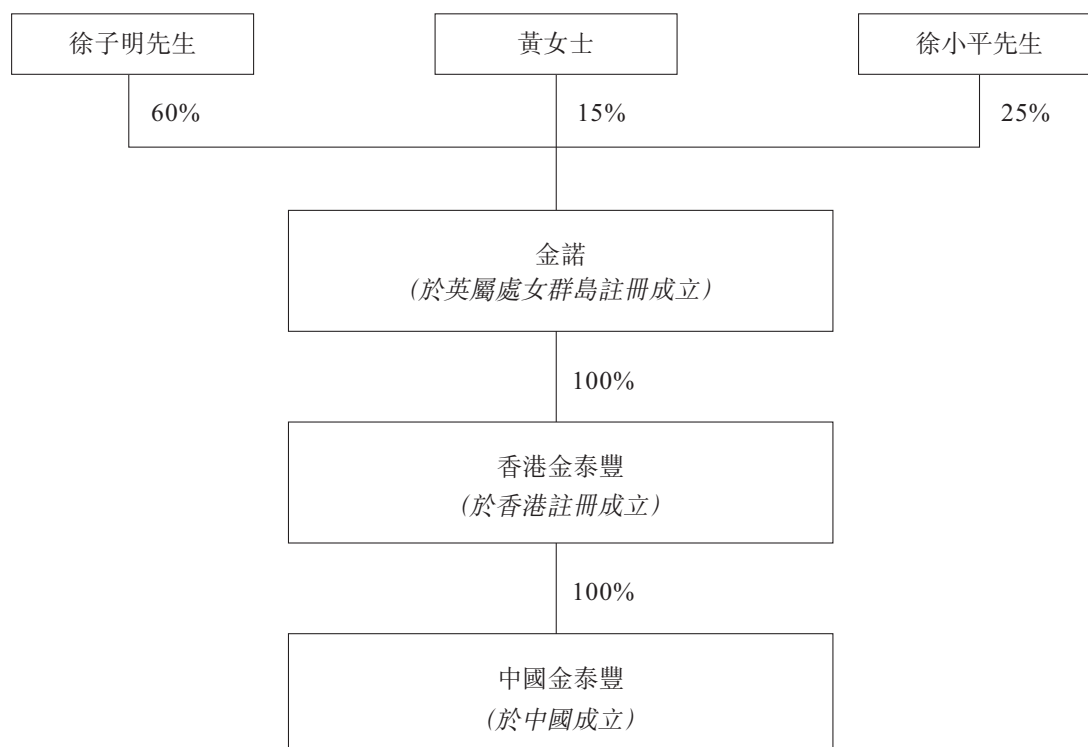 徐子明先生
黃女士
徐小平先生
60%
15%
25%
金諾
(於英屬處女群島註冊成立)
100%
香港金泰豐
(於香港註冊成立)
100%
中國金泰豐
(於中國成立)